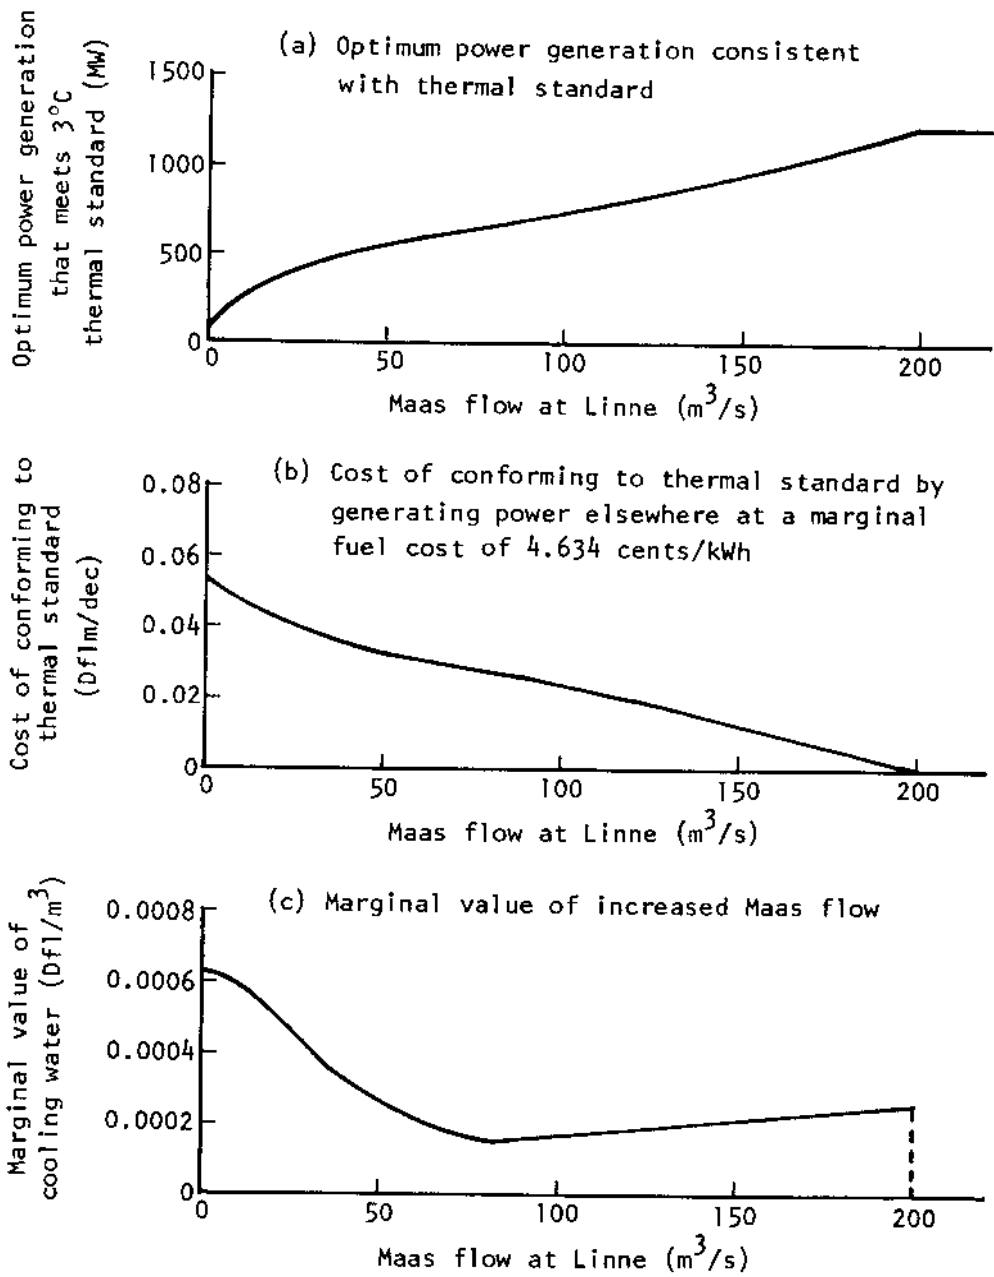 (a) Optimum power generation consistent
with thermal standard
Optimum power generation
that meets 3°C
thermal standard (MW)
1500
1000
500
0
0 50 100 150 200
Maas flow at Linne (m³/s)
(b) Cost of conforming to thermal standard by
generating power elsewhere at a marginal
fuel cost of 4.634 cents/kWh
Cost of conforming to
thermal standard
(Dflm/dec)
0.08
0.06
0.04
0.02
0
0 50 100 150 200
Maas flow at Linne (m³/s)
(c) Marginal value of increased Maas flow
Marginal value of
cooling water (Dfl/m³)
0.0008
0.0006
0.0004
0.0002
0
0 50 100 150 200
Maas flow at Linne (m³/s)